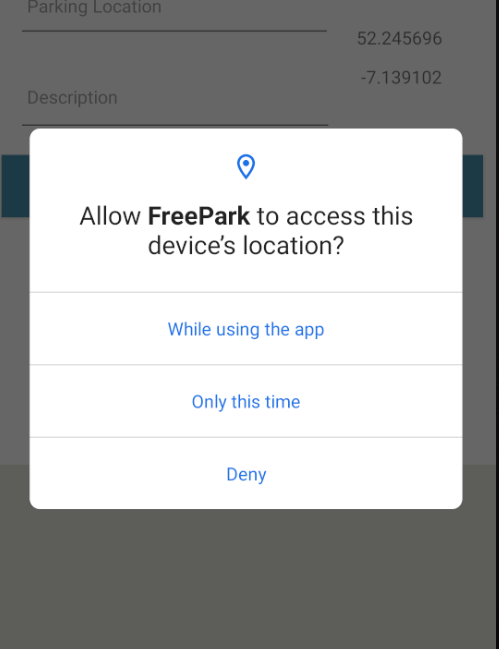 Parking Location
52.245696
-7.139102
Description
Allow FreePark to access this
device’s location?
While using the app
Only this time
Deny